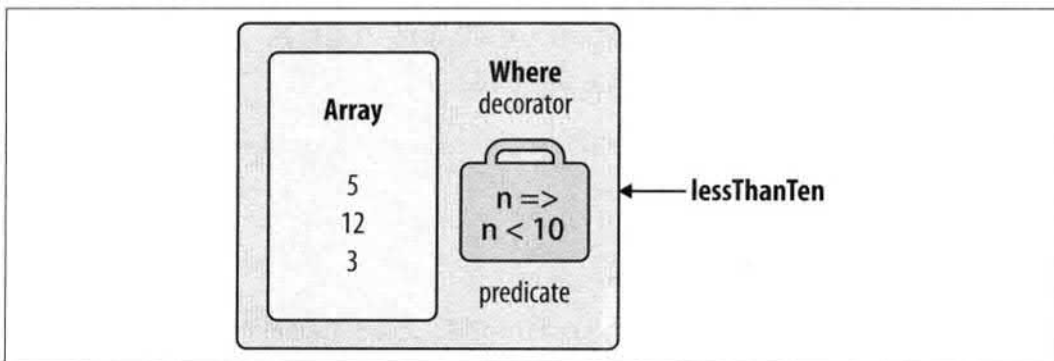 Array
5
12
3
Where
decorator
n =>
n < 10
predicate
lessThanTen